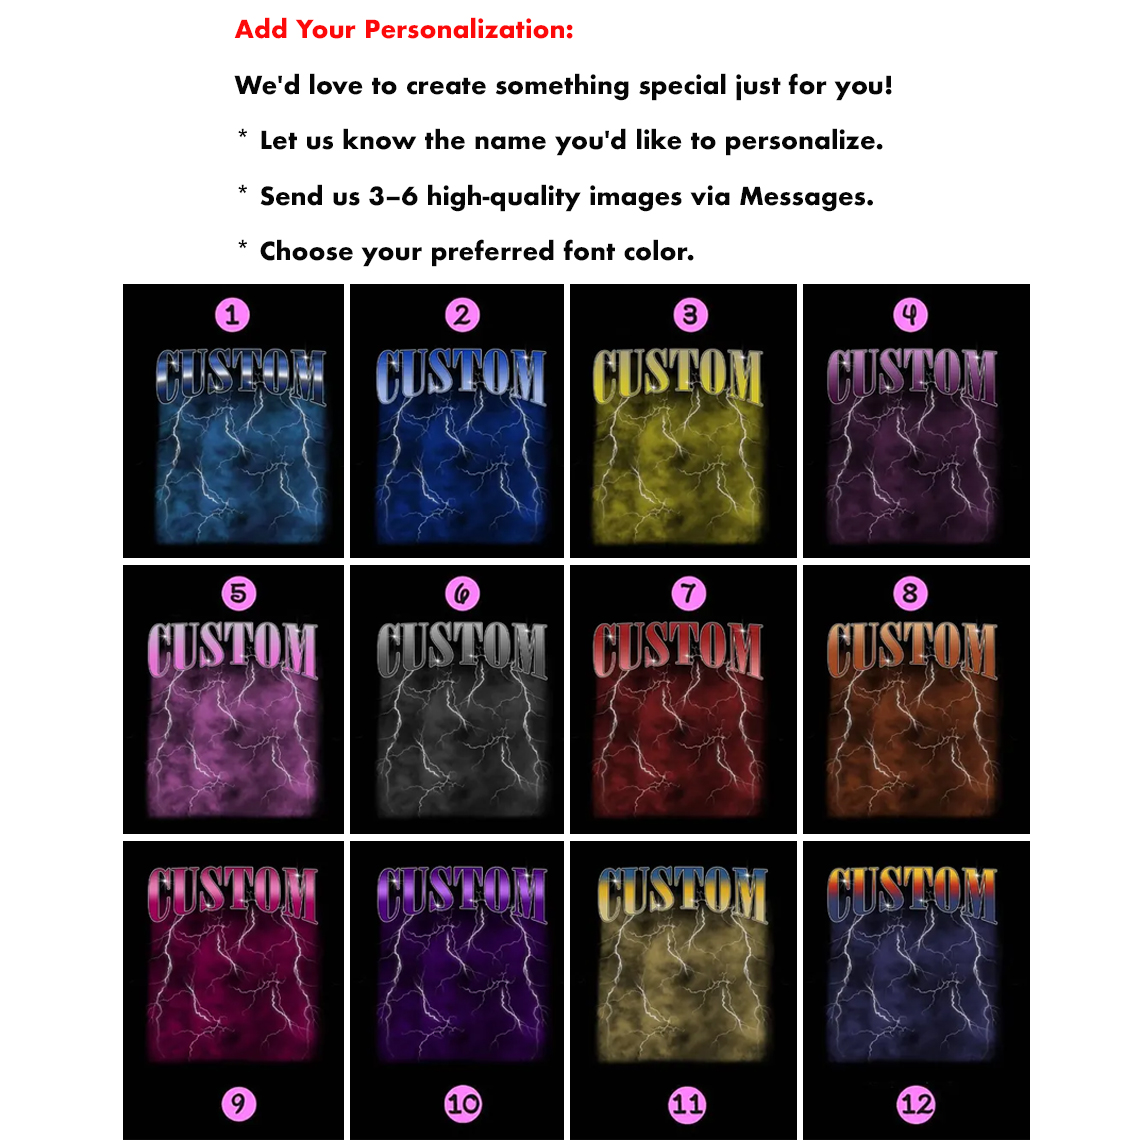 Add Your Personalization:
We'd love to create something special just for you!
* Let us know the name you'd like to personalize.
* Send us 3–6 high-quality images via Messages.
* Choose your preferred font color.
1 2 3 4
CUSTOM CUSTOM CUSTOM CUSTOM
5 6 7 8
CUSTOM CUSTOM CUSTOM CUSTOM
CUSTOM CUSTOM CUSTOM CUSTOM
9 10 11 12